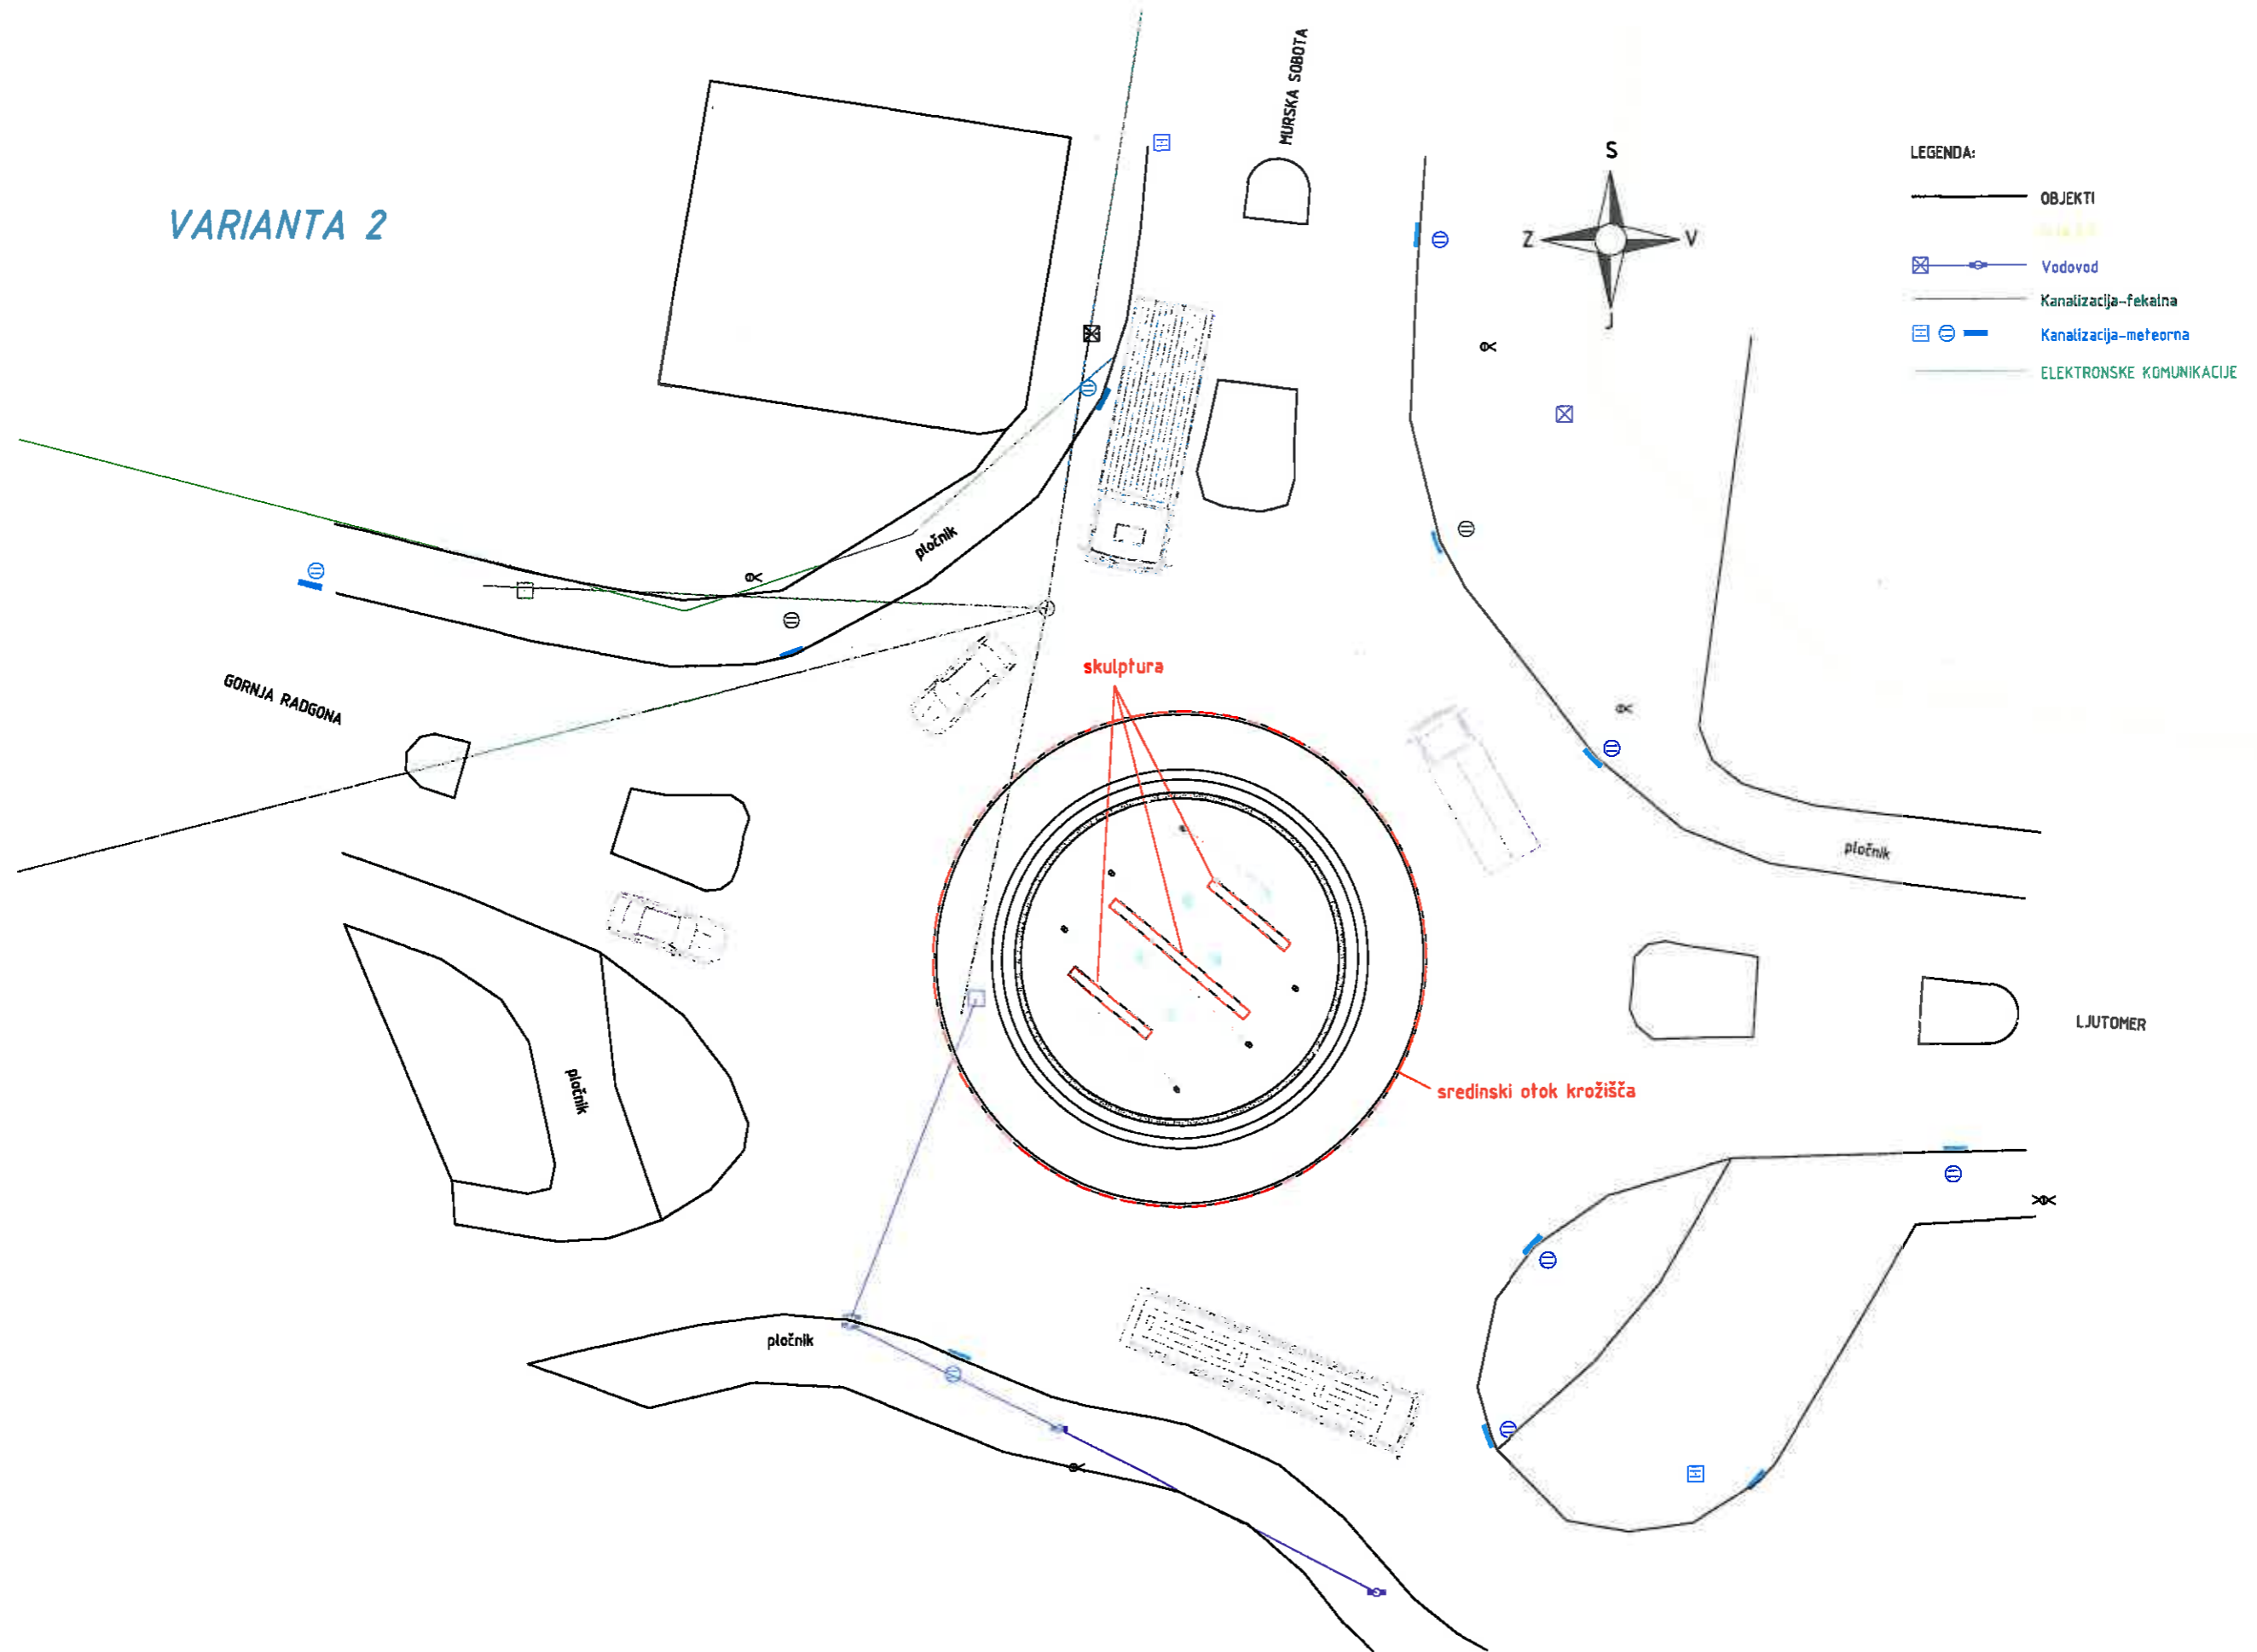 VARIANTA 2
MURSKA SOBOTA
S
Z
V
J
LEGENDA:
OBJEKTI
Vodovod
Kanalizacija-fekalna
Kanalizacija-meteorna
ELEKTRONSKE KOMUNIKACIJE
pločnik
GORNJA RADGONA
skulptura
pločnik
LJUTOMER
pločnik
sredinski otok krožišča
pločnik